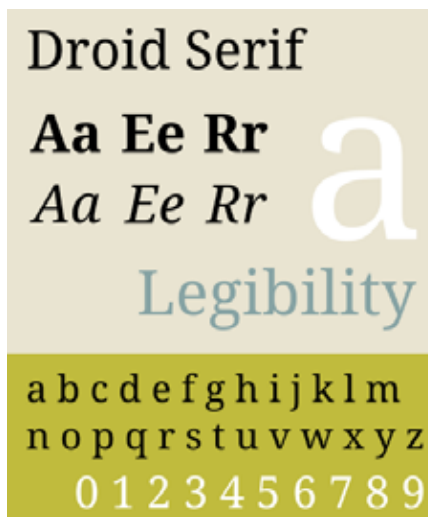 Droid Serif
Aa Ee Rr
a
Aa Ee Rr
Legibility
a b c d e f g h i j k l m
n o p q r s t u v w x y z
0 1 2 3 4 5 6 7 8 9